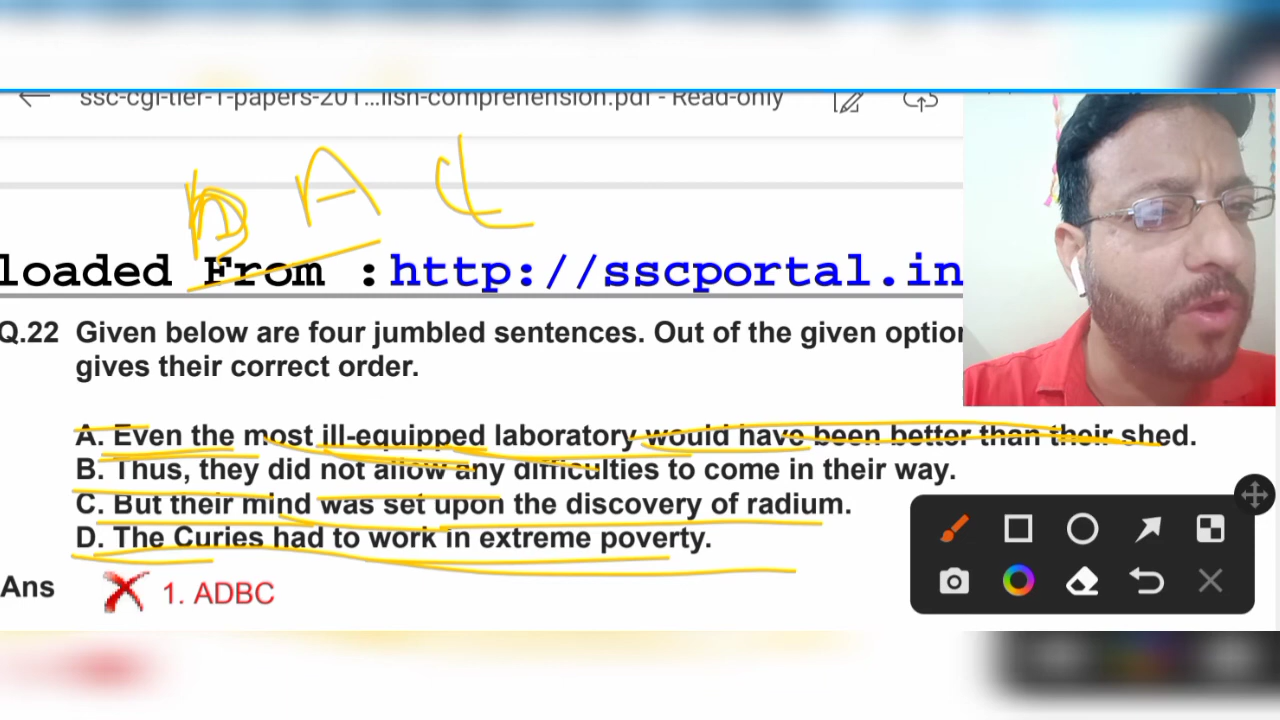 ssc-cgl-tier-1-papers-201...lish-comprehension.pdf - Read-only
D A C
loaded From : http://sscportal.in
Q.22 Given below are four jumbled sentences. Out of the given option
gives their correct order.
A. Even the most ill-equipped laboratory would have been better than their shed.
B. Thus, they did not allow any difficulties to come in their way.
C. But their mind was set upon the discovery of radium.
D. The Curies had to work in extreme poverty.
Ans 1. ADBC